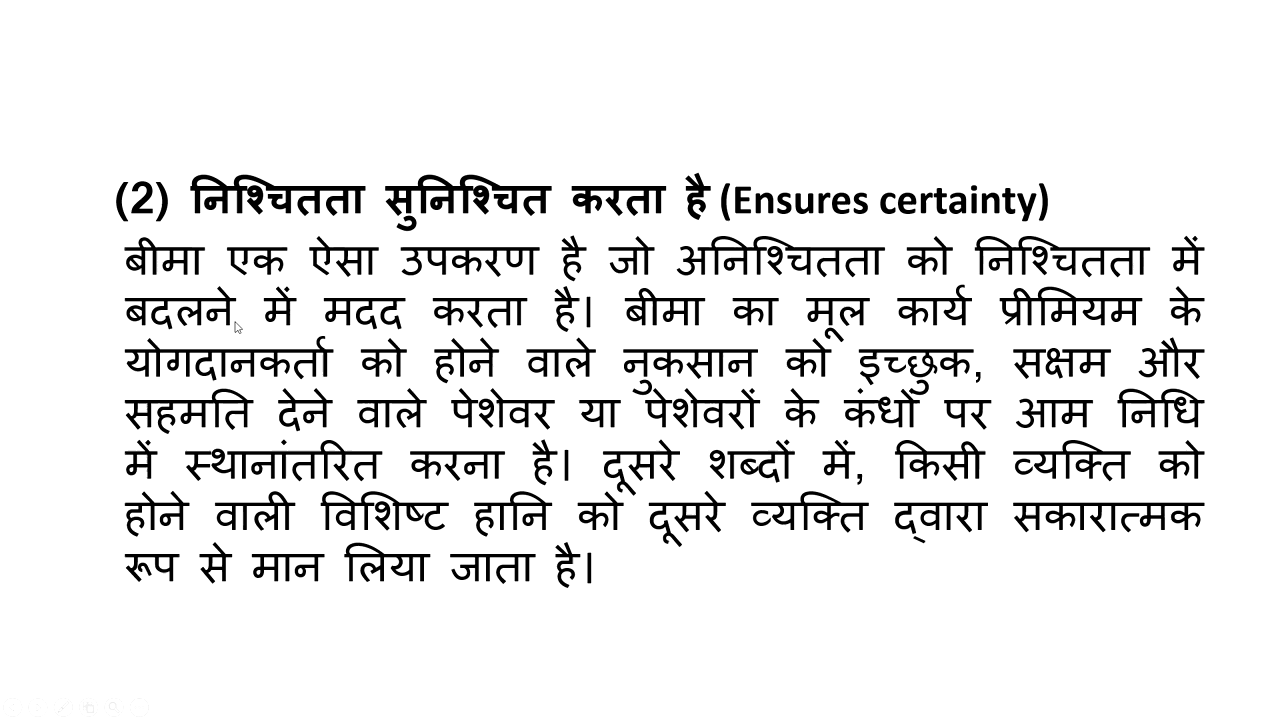 (2) निश्चितता सुनिश्चित करता है (Ensures certainty)
बीमा एक ऐसा उपकरण है जो अनिश्चितता को निश्चितता में
बदलने में मदद करता है। बीमा का मूल कार्य प्रीमियम के
योगदानकर्ता को होने वाले नुकसान को इच्छुक, सक्षम और
सहमति देने वाले पेशेवर या पेशेवरों के कंधों पर आम निधि
में स्थानांतरित करना है। दूसरे शब्दों में, किसी व्यक्ति को
होने वाली विशिष्ट हानि को दूसरे व्यक्ति द्वारा सकारात्मक
रूप से मान लिया जाता है।